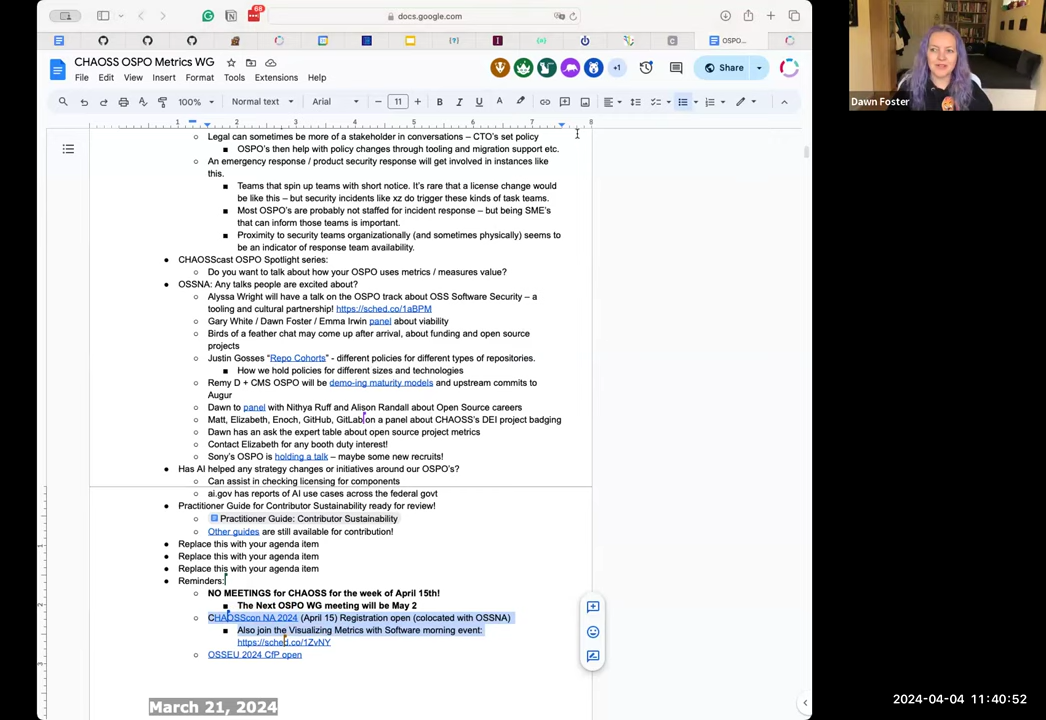 docs.google.com
68
OSPO...
CHAOSS OSPO Metrics WG
File Edit View Insert Format Tools Extensions Help
+1
Share
100%
Normal text
Arial
11
1 2 3 4 5 6 7 8
Legal can sometimes be more of a stakeholder in conversations – CTO's set policy
OSPO's then help with policy changes through tooling and migration support etc.
An emergency response / product security response will get involved in instances like
this.
Teams that spin up teams with short notice. It's rare that a license change would
be like this – but security incidents like xz do trigger these kinds of task teams.
Most OSPO's are probably not staffed for incident response – but being SME's
that can inform those teams is important.
Proximity to security teams organizationally (and sometimes physically) seems to
be an indicator of response team availability.
CHAOSScast OSPO Spotlight series:
Do you want to talk about how your OSPO uses metrics / measures value?
OSSNA: Any talks people are excited about?
Alyssa Wright will have a talk on the OSPO track about OSS Software Security – a
tooling and cultural partnership! https://sched.co/1aBPM
Gary White / Dawn Foster / Emma Irwin panel about viability
Birds of a feather chat may come up after arrival, about funding and open source
projects
Justin Gosses "Repo Cohorts" - different policies for different types of repositories.
How we hold policies for different sizes and technologies
Remy D + CMS OSPO will be demo-ing maturity models and upstream commits to
Augur
Dawn to panel with Nithya Ruff and Alison Randall about Open Source careers
Matt, Elizabeth, Enoch, GitHub, GitLab on a panel about CHAOSS's DEI project badging
Dawn has an ask the expert table about open source project metrics
Contact Elizabeth for any booth duty interest!
Sony's OSPO is holding a talk – maybe some new recruits!
Has AI helped any strategy changes or initiatives around our OSPO's?
Can assist in checking licensing for components
ai.gov has reports of AI use cases across the federal govt
Practitioner Guide for Contributor Sustainability ready for review!
Practitioner Guide: Contributor Sustainability
Other guides are still available for contribution!
Replace this with your agenda item
Replace this with your agenda item
Replace this with your agenda item
Reminders:
NO MEETINGS for CHAOSS for the week of April 15th!
The Next OSPO WG meeting will be May 2
CHAOSScon NA 2024 (April 15) Registration open (colocated with OSSNA)
Also join the Visualizing Metrics with Software morning event:
https://sched.co/1ZvNY
OSSEU 2024 CfP open
March 21, 2024
Dawn Foster
2024-04-04 11:40:52